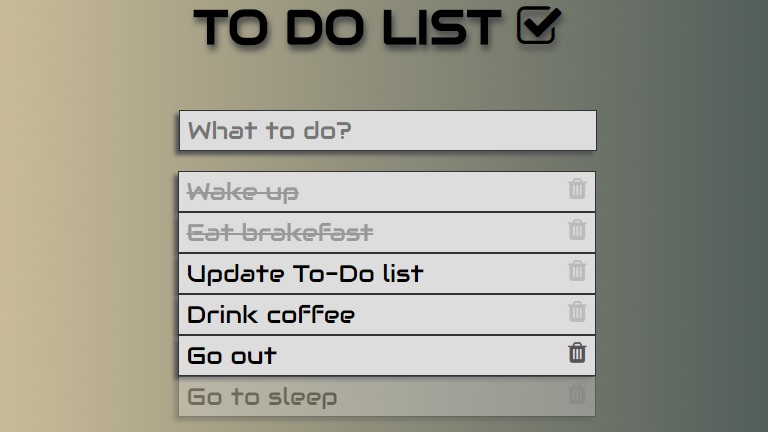 TO DO LIST
What to do?
Wake up
Eat brakefast
Update To-Do list
Drink coffee
Go out
Go to sleep